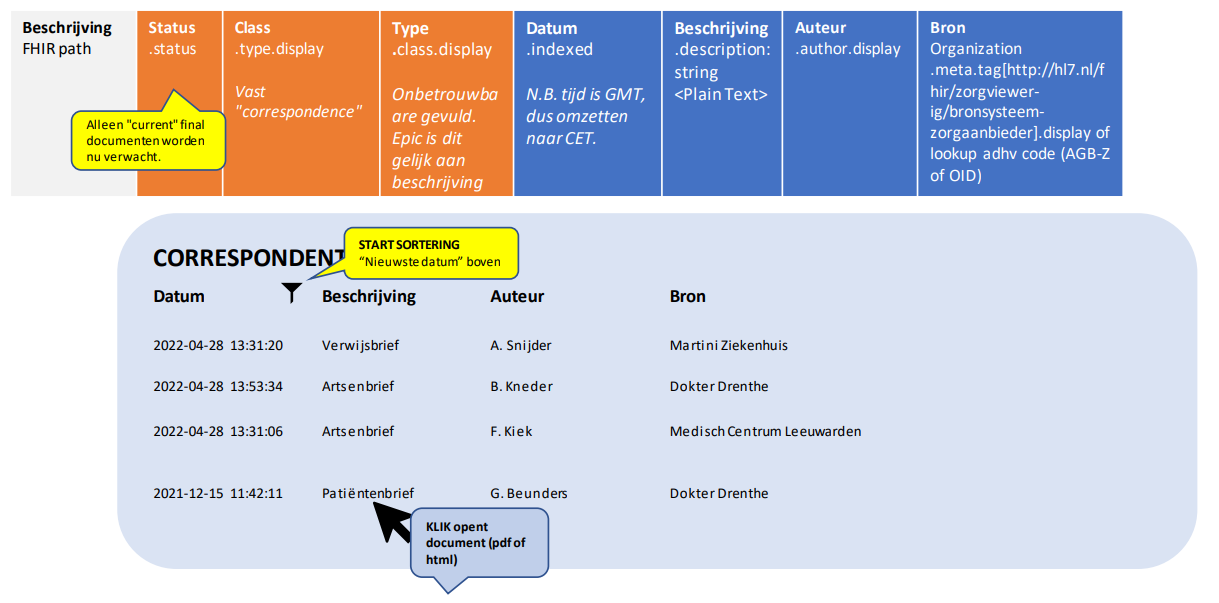 Beschrijving
FHIR path
Status
.status
Alleen "current" final
documenten worden
nu verwacht.
Class
.type.display
Vast
"correspondence"
Type
.class.display
Onbetrouwba
are gevuld.
Epic is dit
gelijk aan
beschrijving
Datum
.indexed
N.B. tijd is GMT,
dus omzetten
naar CET.
Beschrijving
.description:
string
<Plain Text>
Auteur
.author.display
Bron
Organization
.meta.tag[http://hl7.nl/f
hir/zorgviewer-
ig/bronsysteem-
zorgaanbieder].display of
lookup adhv code (AGB-Z
of OID)
CORRESPONDENT
START SORTERING
“Nieuwste datum” boven
Datum Beschrijving Auteur Bron
2022-04-28 13:31:20 Verwijsbrief A. Snijder Martini Ziekenhuis
2022-04-28 13:53:34 Artsenbrief B. Kneder Dokter Drenthe
2022-04-28 13:31:06 Artsenbrief F. Kiek Medisch Centrum Leeuwarden
2021-12-15 11:42:11 Patiëntenbrief G. Beunders Dokter Drenthe
KLIK opent
document (pdf of
html)